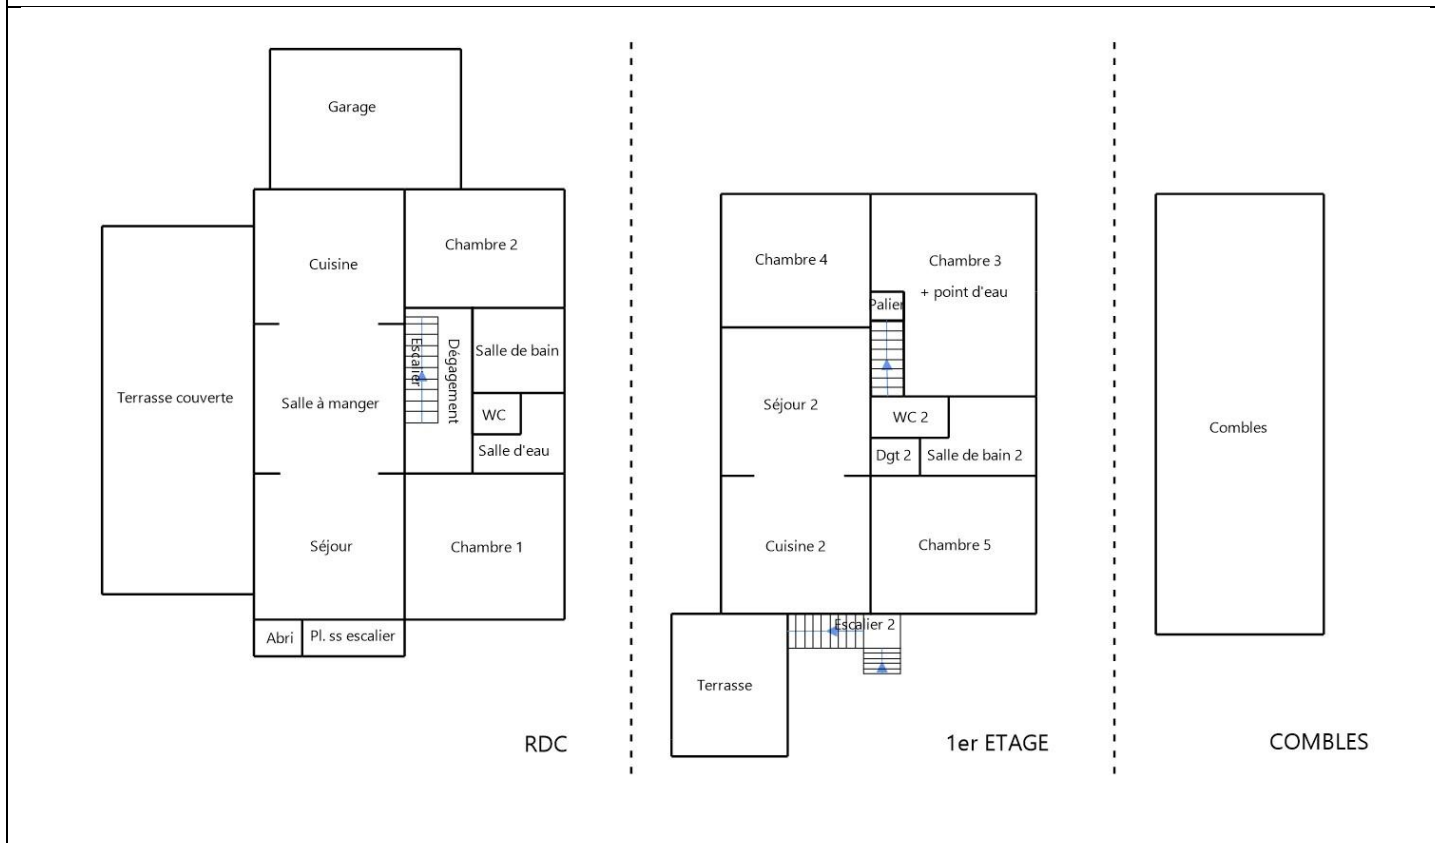 Garage
Cuisine
Chambre 2
Escalier
Dégagement
Salle de bain
Terrasse couverte
Salle à manger
WC
Salle d'eau
Séjour
Chambre 1
Abri
Pl. ss escalier
RDC
Chambre 4
Chambre 3
+ point d'eau
Palier
Séjour 2
WC 2
Dgt 2
Salle de bain 2
Cuisine 2
Chambre 5
Escalier 2
Terrasse
1er ETAGE
Combles
COMBLES